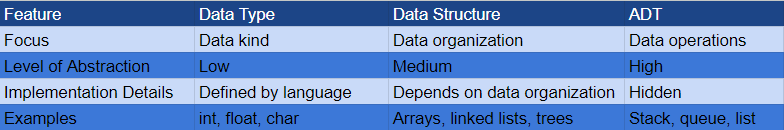 Feature Data Type Data Structure ADT
Focus Data kind Data organization Data operations
Level of Abstraction Low Medium High
Implementation Details Defined by language Depends on data organization Hidden
Examples int, float, char Arrays, linked lists, trees Stack, queue, list